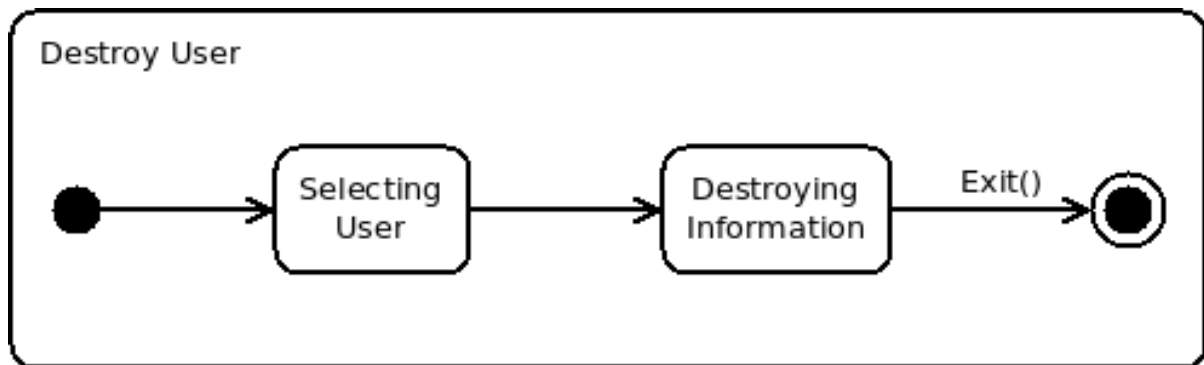 Destroy User
Selecting
User
Destroying
Information
Exit()